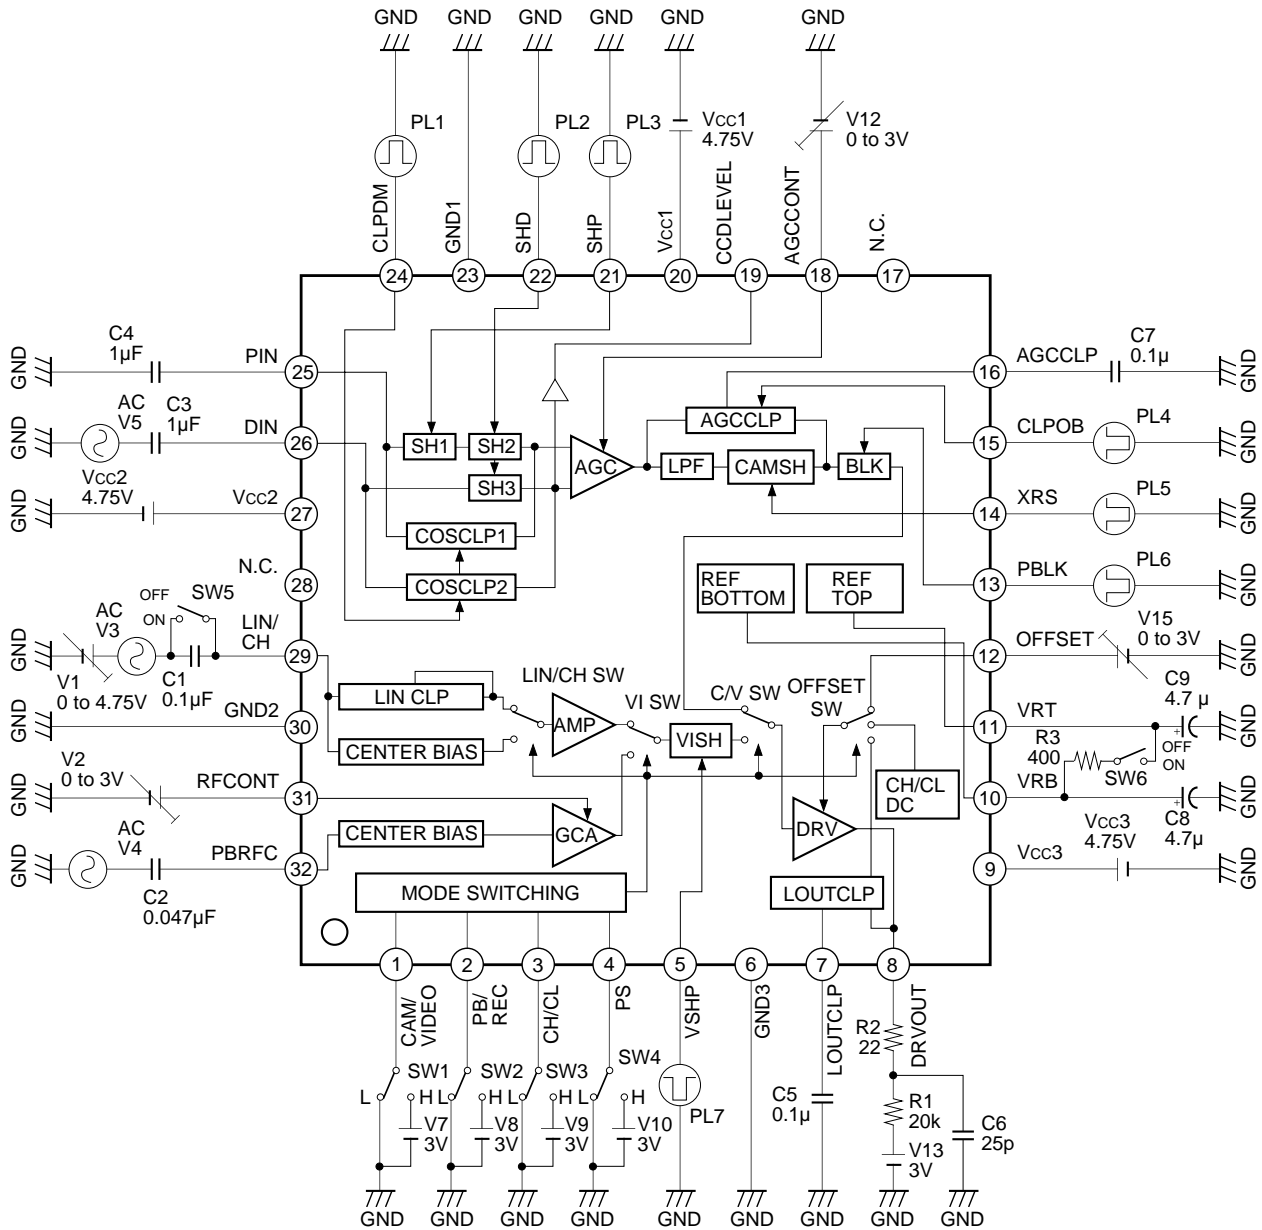 GND GND GND GND GND GND
PL1 PL2 PL3 Vcc1 4.75V V12 0 to 3V
CLPDM GND1 SHD SHP Vcc1 CCDLEVEL AGCCONT N.C.
24 23 22 21 20 19 18 17
GND C4 1µF PIN 25
GND AC V5 C3 1µF DIN 26
GND Vcc2 4.75V Vcc2 27
N.C. 28
GND V1 0 to 4.75V AC V3 OFF ON SW5 C1 0.1µF LIN/CH 29
GND GND2 30
GND V2 0 to 3V RFCONT 31
GND AC V4 C2 0.047µF PBRFC 32
SH1 SH2 AGC LPF CAMSH BLK
AGCCLP
SH3
COSCLP1
COSCLP2
REF BOTTOM
REF TOP
LIN CLP
LIN/CH SW
AMP
VI SW
VISH
C/V SW
OFFSET SW
CENTER BIAS
CH/CL DC
CENTER BIAS
GCA
DRV
MODE SWITCHING
LOUTCLP
16 AGCCLP C7 0.1µ GND
15 CLPOB PL4 GND
14 XRS PL5 GND
13 PBLK PL6 GND
12 OFFSET V15 0 to 3V GND
11 VRT C9 4.7 µ + GND
R3 400 SW6 OFF ON
10 VRB C8 4.7µ + GND
9 Vcc3 Vcc3 4.75V GND
1 2 3 4 5 6 7 8
CAM/VIDEO PB/REC CH/CL PS VSHP GND3 LOUTCLP DRVOUT
L SW1 H V7 3V
L SW2 H V8 3V
L SW3 H V9 3V
L SW4 H V10 3V
PL7
C5 0.1µ
R2 22
R1 20k
V13 3V
C6 25p
GND GND GND GND GND GND GND GND GND